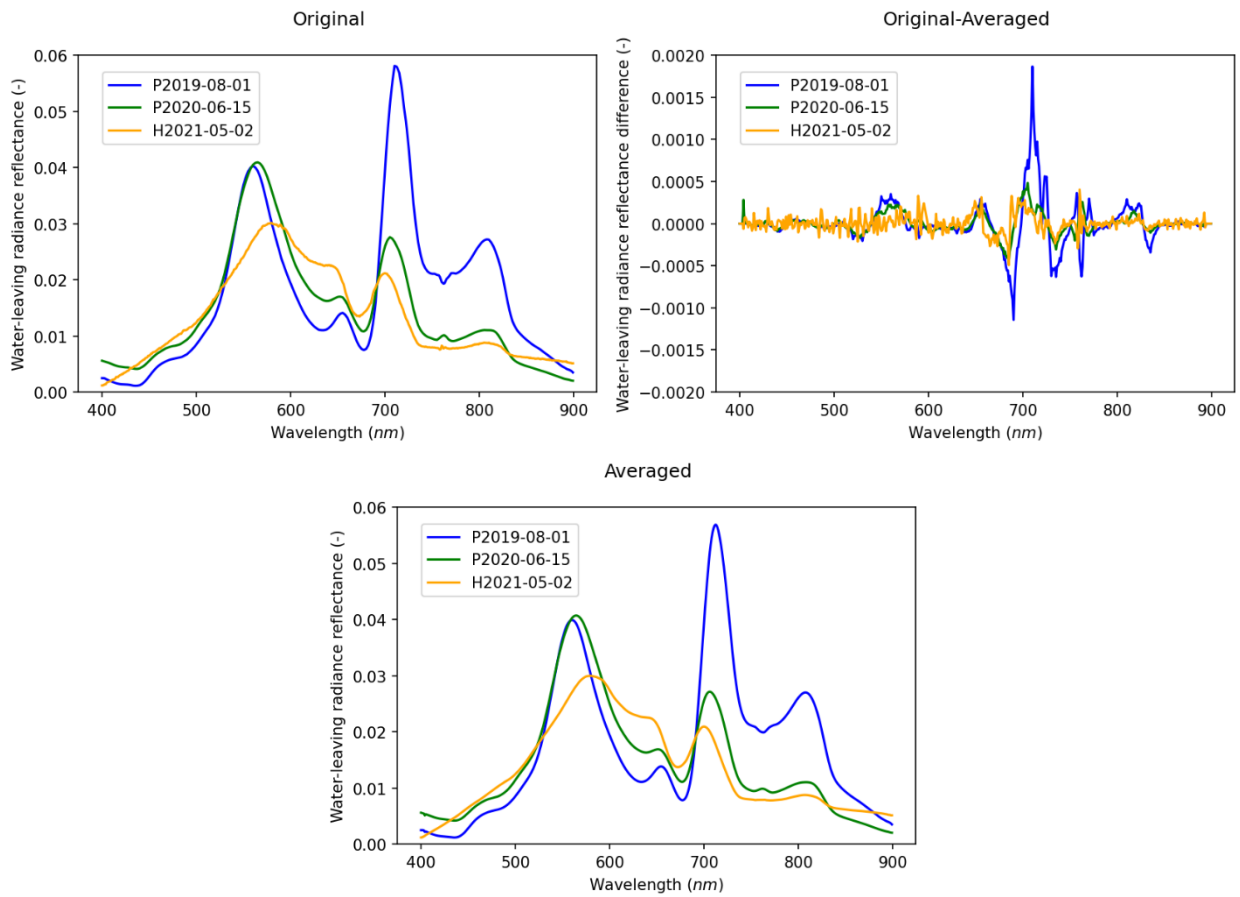 Original
Water-leaving radiance reflectance (-)
0.06
0.05
0.04
0.03
0.02
0.01
0.00
P2019-08-01
P2020-06-15
H2021-05-02
400 500 600 700 800 900
Wavelength (nm)
Original-Averaged
Water-leaving radiance reflectance difference (-)
0.0020
0.0015
0.0010
0.0005
0.0000
−0.0005
−0.0010
−0.0015
−0.0020
P2019-08-01
P2020-06-15
H2021-05-02
400 500 600 700 800 900
Wavelength (nm)
Averaged
Water-leaving radiance reflectance (-)
0.06
0.05
0.04
0.03
0.02
0.01
0.00
P2019-08-01
P2020-06-15
H2021-05-02
400 500 600 700 800 900
Wavelength (nm)